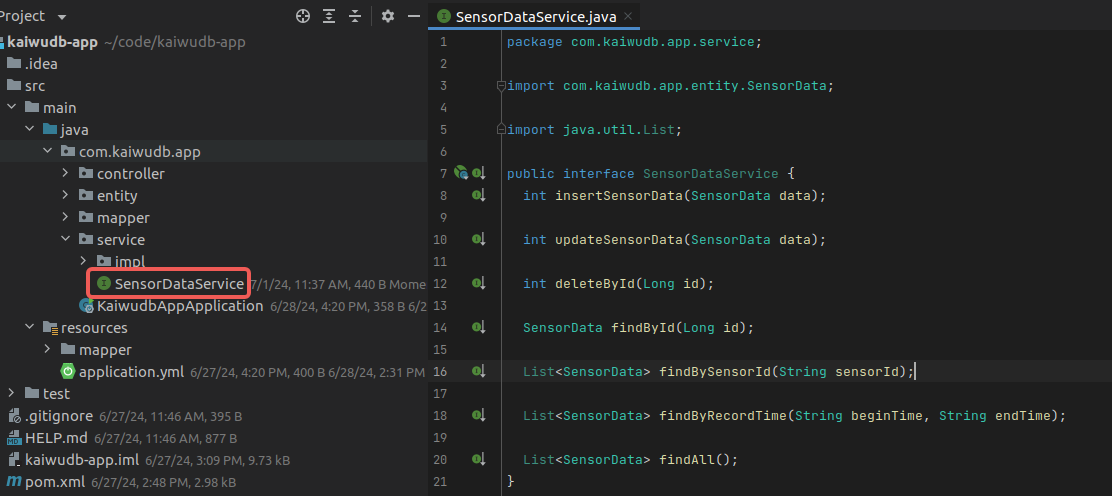 Project
kaiwudb-app ~/code/kaiwudb-app
.idea
src
main
java
com.kaiwudb.app
controller
entity
mapper
service
impl
SensorDataService 7/1/24, 11:37 AM, 440 B Mome
KaiwudbAppApplication 6/28/24, 4:20 PM, 358 B 6/2
resources
mapper
application.yml 6/27/24, 4:20 PM, 400 B 6/28/24, 2:31 PM
test
.gitignore 6/27/24, 11:46 AM, 395 B
HELP.md 6/27/24, 11:46 AM, 877 B
kaiwudb-app.iml 6/27/24, 3:09 PM, 9.73 kB
pom.xml 6/27/24, 2:48 PM, 2.98 kB
SensorDataService.java
1 package com.kaiwudb.app.service;
2
3 import com.kaiwudb.app.entity.SensorData;
4
5 import java.util.List;
6
7 public interface SensorDataService {
8 int insertSensorData(SensorData data);
9
10 int updateSensorData(SensorData data);
11
12 int deleteById(Long id);
13
14 SensorData findById(Long id);
15
16 List<SensorData> findBySensorId(String sensorId);
17
18 List<SensorData> findByRecordTime(String beginTime, String endTime);
19
20 List<SensorData> findAll();
21 }